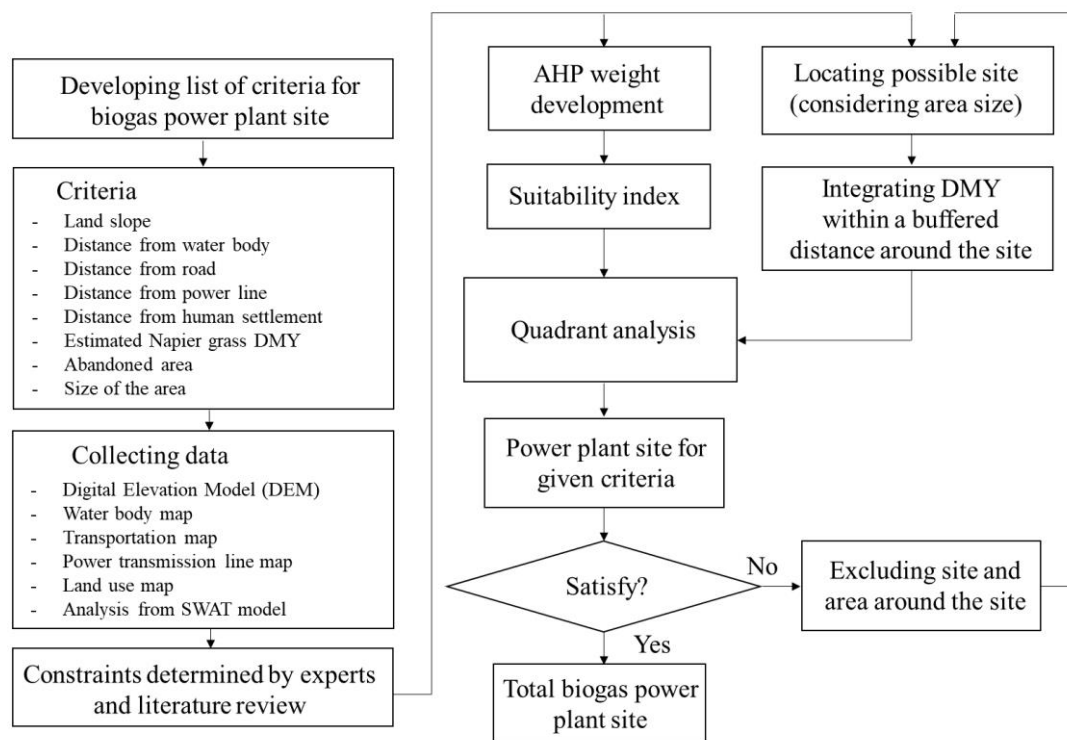 Developing list of criteria for
biogas power plant site
Criteria
- Land slope
- Distance from water body
- Distance from road
- Distance from power line
- Distance from human settlement
- Estimated Napier grass DMY
- Abandoned area
- Size of the area
Collecting data
- Digital Elevation Model (DEM)
- Water body map
- Transportation map
- Power transmission line map
- Land use map
- Analysis from SWAT model
Constraints determined by experts
and literature review
AHP weight
development
Suitability index
Locating possible site
(considering area size)
Integrating DMY
within a buffered
distance around the site
Quadrant analysis
Power plant site for
given criteria
Satisfy?
No
Excluding site and
area around the site
Yes
Total biogas power
plant site